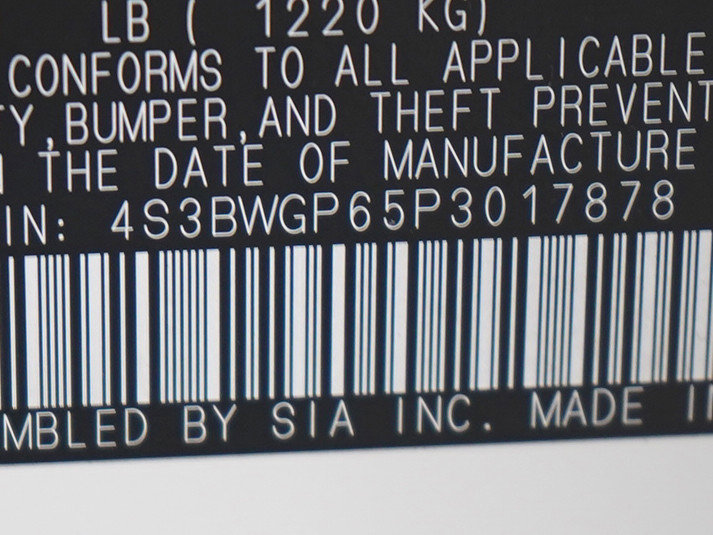 LB ( 1220 KG)
CONFORMS TO ALL APPLICABLE
Y,BUMPER,AND THEFT PREVENT
THE DATE OF MANUFACTURE
IN: 4S3BWGP65P3017878
MBLED BY SIA INC. MADE I